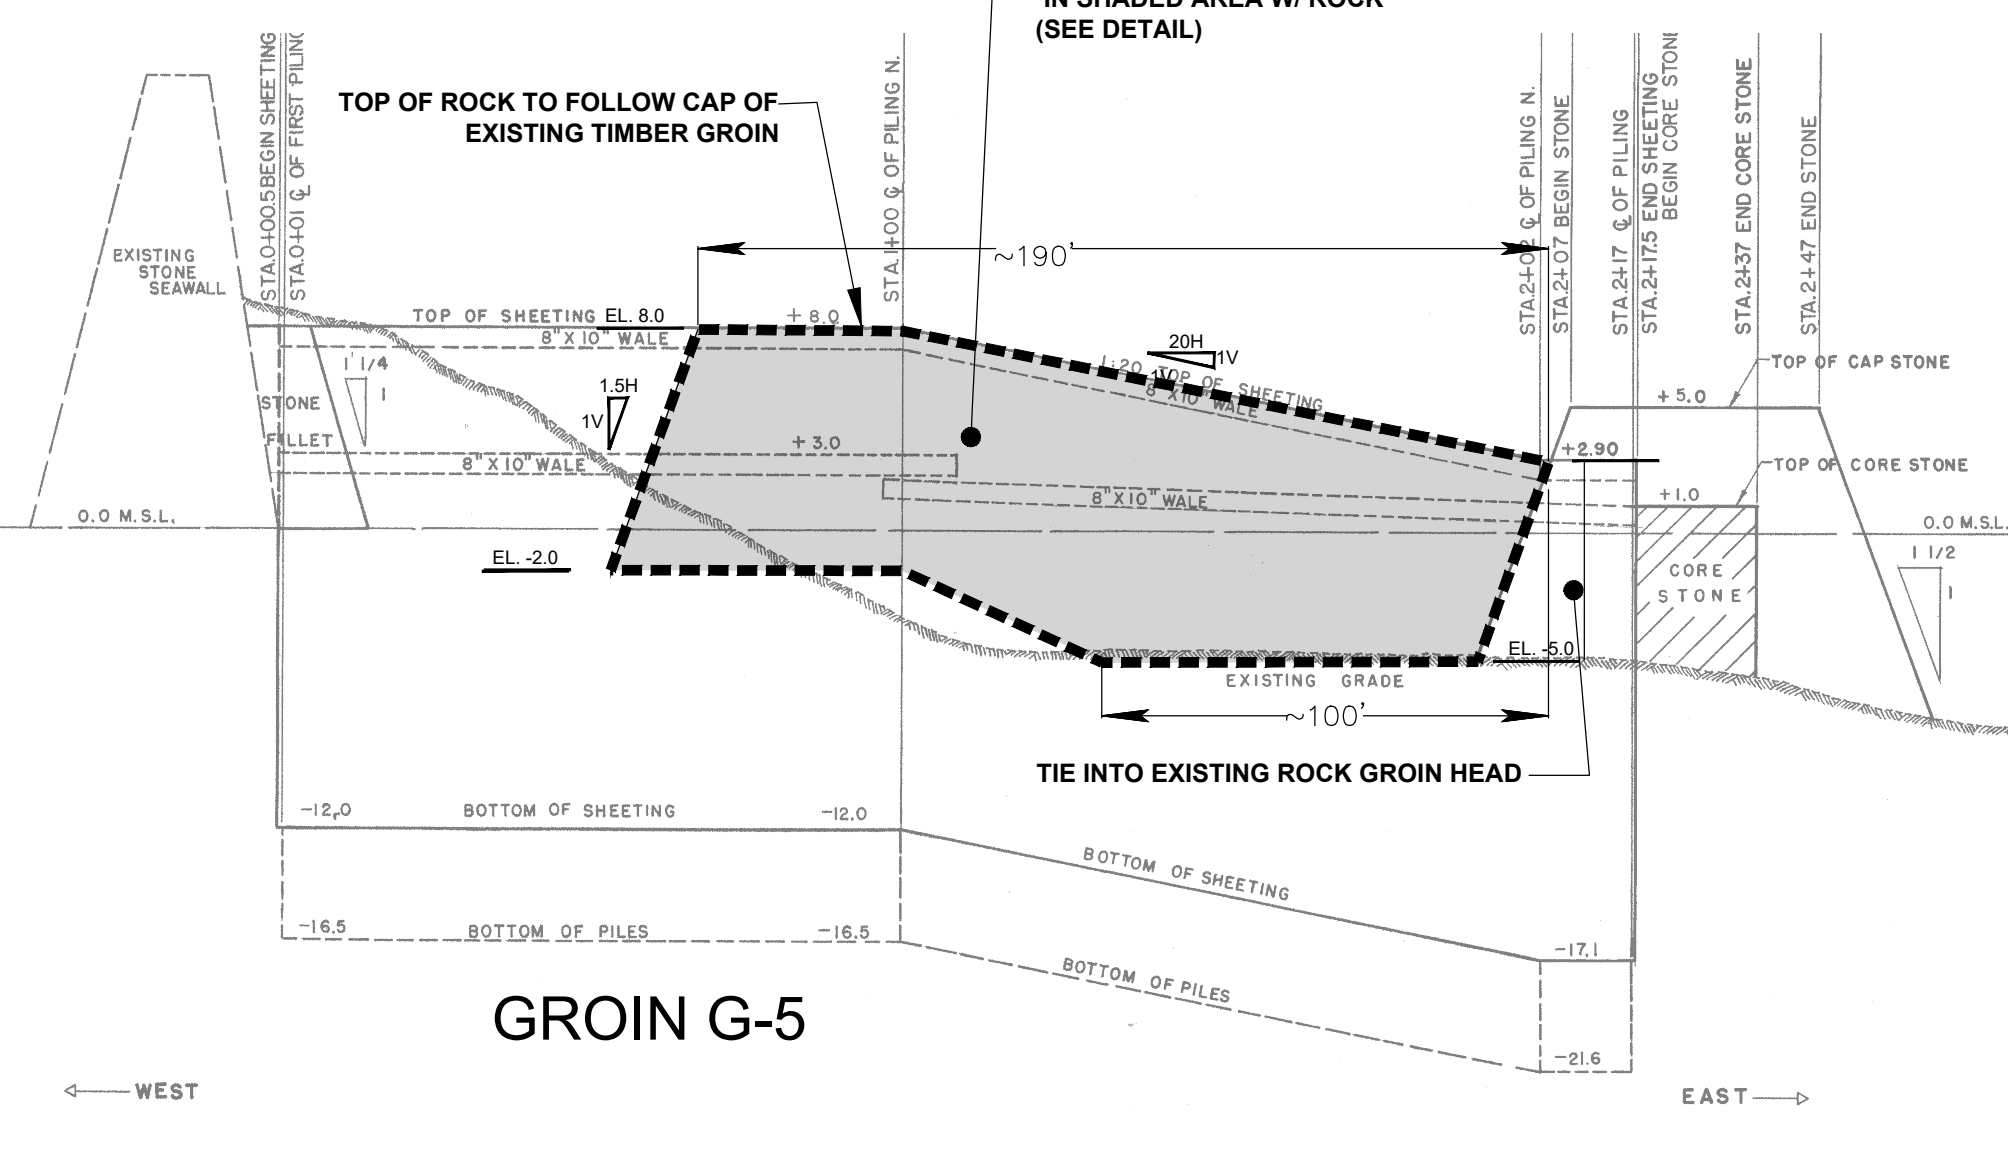 IN SHADED AREA W/ ROCK
(SEE DETAIL)
TOP OF ROCK TO FOLLOW CAP OF
EXISTING TIMBER GROIN
STA.0+00.5 BEGIN SHEETING
STA.0+01 ℄ OF FIRST PILING
STA.1+00 ℄ OF PILING N.
STA.2+02 ℄ OF PILING N.
STA.2+07 BEGIN STONE
STA.2+17 ℄ OF PILING
STA.2+17.5 END SHEETING
BEGIN CORE STONE
STA.2+37 END CORE STONE
STA.2+47 END STONE
~190'
EXISTING
STONE
SEAWALL
TOP OF SHEETING EL. 8.0
+ 8.0
8"X10" WALE
20H
1V
1:20 TOP OF SHEETING
1V
8"X10" WALE
1 1/4
1
1.5H
1V
TOP OF CAP STONE
+5.0
STONE
FILLET
+3.0
8"X10" WALE
+2.90
TOP OF CORE STONE
8"X10" WALE
+1.0
0.0 M.S.L.
0.0 M.S.L.
EL. -2.0
1 1/2
1
CORE
STONE
EL. -5.0
EXISTING GRADE
~100'
TIE INTO EXISTING ROCK GROIN HEAD
-12.0
BOTTOM OF SHEETING
-12.0
BOTTOM OF SHEETING
-16.5
BOTTOM OF PILES
-16.5
-17.1
BOTTOM OF PILES
GROIN G-5
-21.6
WEST
EAST